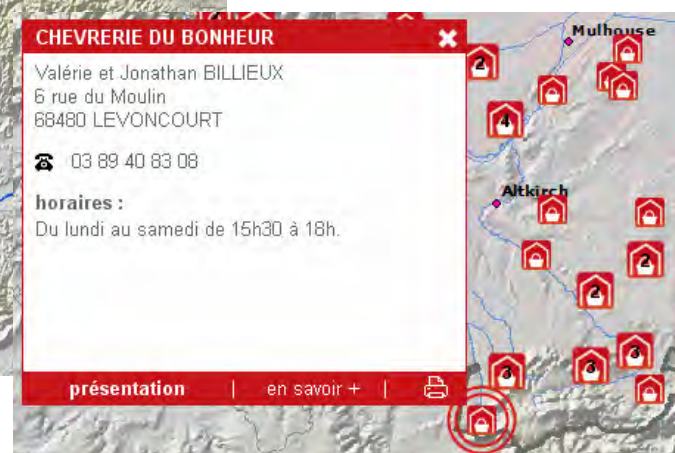 CHEVRERIE DU BONHEUR
Valérie et Jonathan BILLIEUX
6 rue du Moulin
68480 LEVONCOURT
03 89 40 83 08
horaires :
Du lundi au samedi de 15h30 à 18h.
présentation | en savoir + |
Mulhouse
2
4
Altkirch
2
2
3
3
3